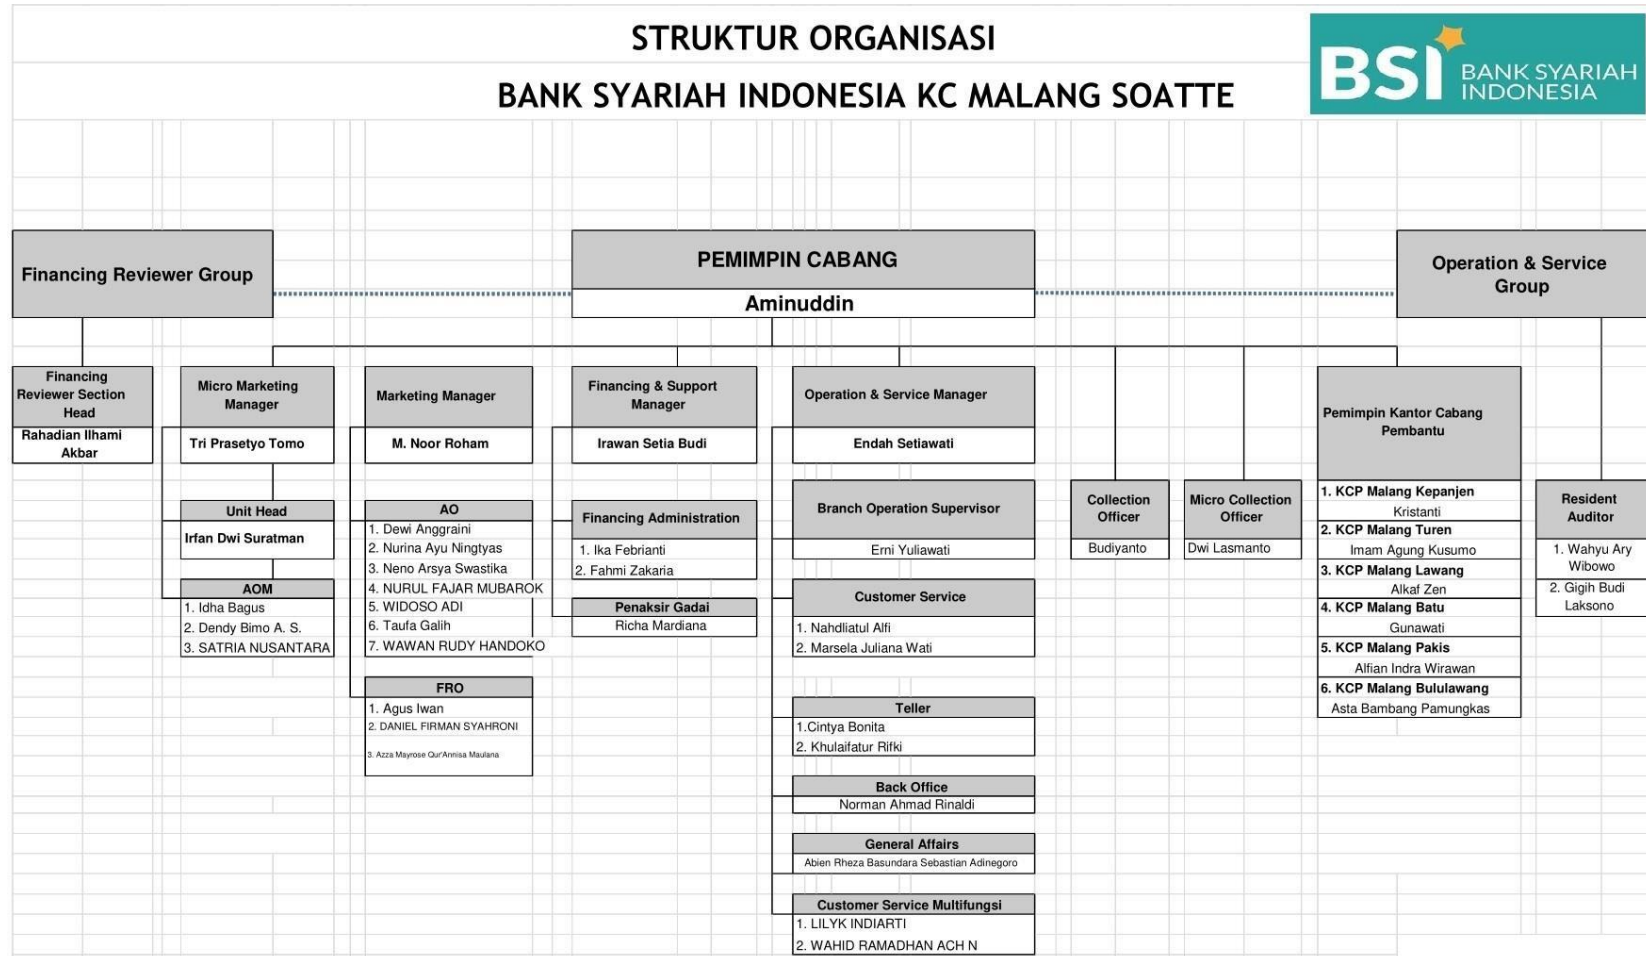 STRUKTUR ORGANISASI
BANK SYARIAH INDONESIA KC MALANG SOATTE
BSI BANK SYARIAH
INDONESIA
Financing Reviewer Group
PEMIMPIN CABANG
Aminuddin
Operation & Service
Group
Financing
Reviewer Section
Head
Rahadian Ilhami
Akbar
Micro Marketing
Manager
Tri Prasetyo Tomo
Unit Head
Irfan Dwi Suratman
AOM
1. Idha Bagus
2. Dendy Bimo A. S.
3. SATRIA NUSANTARA
Marketing Manager
M. Noor Roham
AO
1. Dewi Anggraini
2. Nurina Ayu Ningtyas
3. Neno Arsya Swastika
4. NURUL FAJAR MUBAROK
5. WIDOSO ADI
6. Taufa Galih
7. WAWAN RUDY HANDOKO
FRO
1. Agus Iwan
2. DANIEL FIRMAN SYAHRONI
3. Azza Mayrose Qur'Annisa Maulana
Financing & Support
Manager
Irawan Setia Budi
Financing Administration
1. Ika Febrianti
2. Fahmi Zakaria
Penaksir Gadai
Richa Mardiana
Operation & Service Manager
Endah Setiawati
Branch Operation Supervisor
Erni Yuliawati
Customer Service
1. Nahdliatul Alfi
2. Marsela Juliana Wati
Teller
1.Cintya Bonita
2. Khulaifatur Rifki
Back Office
Norman Ahmad Rinaldi
General Affairs
Abien Rheza Basundara Sebastian Adinegoro
Customer Service Multifungsi
1. LILYK INDIARTI
2. WAHID RAMADHAN ACH N
Collection
Officer
Budiyanto
Micro Collection
Officer
Dwi Lasmanto
Pemimpin Kantor Cabang
Pembantu
1. KCP Malang Kepanjen
Kristanti
2. KCP Malang Turen
Imam Agung Kusumo
3. KCP Malang Lawang
Alkaf Zen
4. KCP Malang Batu
Gunawati
5. KCP Malang Pakis
Alfian Indra Wirawan
6. KCP Malang Bululawang
Asta Bambang Pamungkas
Resident
Auditor
1. Wahyu Ary
Wibowo
2. Gigih Budi
Laksono